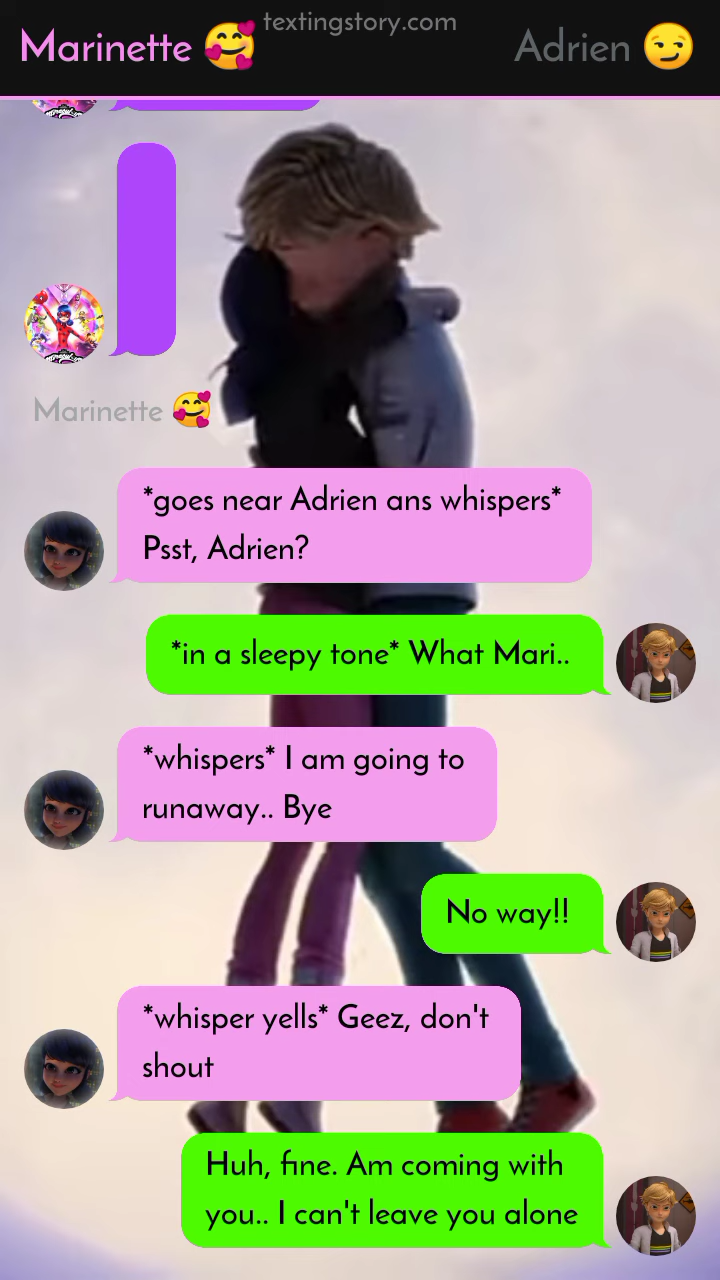 textingstory.com
Marinette 🥰
Adrien 😏
Marinette 🥰
*goes near Adrien ans whispers*
Psst, Adrien?
*in a sleepy tone* What Mari..
*whispers* I am going to
runaway.. Bye
No way!!
*whisper yells* Geez, don't
shout
Huh, fine. Am coming with
you.. I can't leave you alone